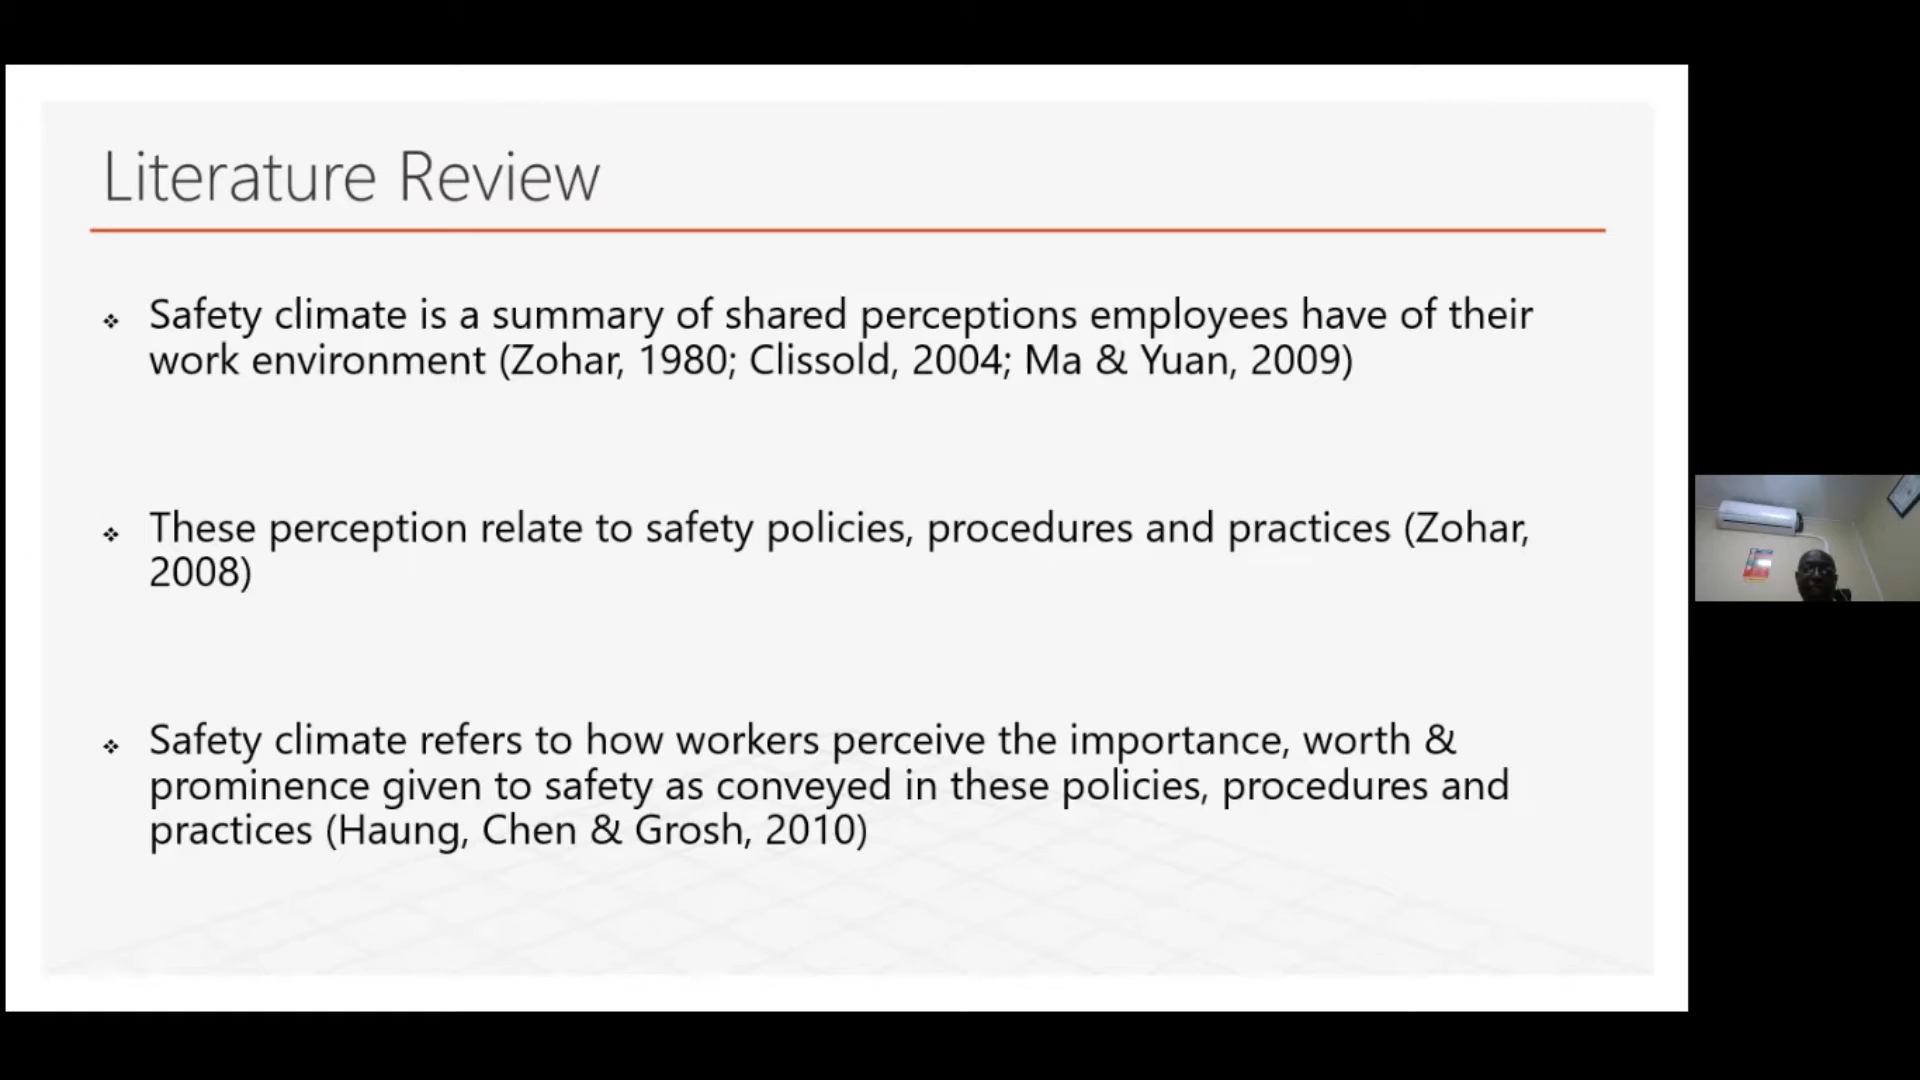 Literature Review
Safety climate is a summary of shared perceptions employees have of their
work environment (Zohar, 1980; Clissold, 2004; Ma & Yuan, 2009)
These perception relate to safety policies, procedures and practices (Zohar,
2008)
Safety climate refers to how workers perceive the importance, worth &
prominence given to safety as conveyed in these policies, procedures and
practices (Haung, Chen & Grosh, 2010)